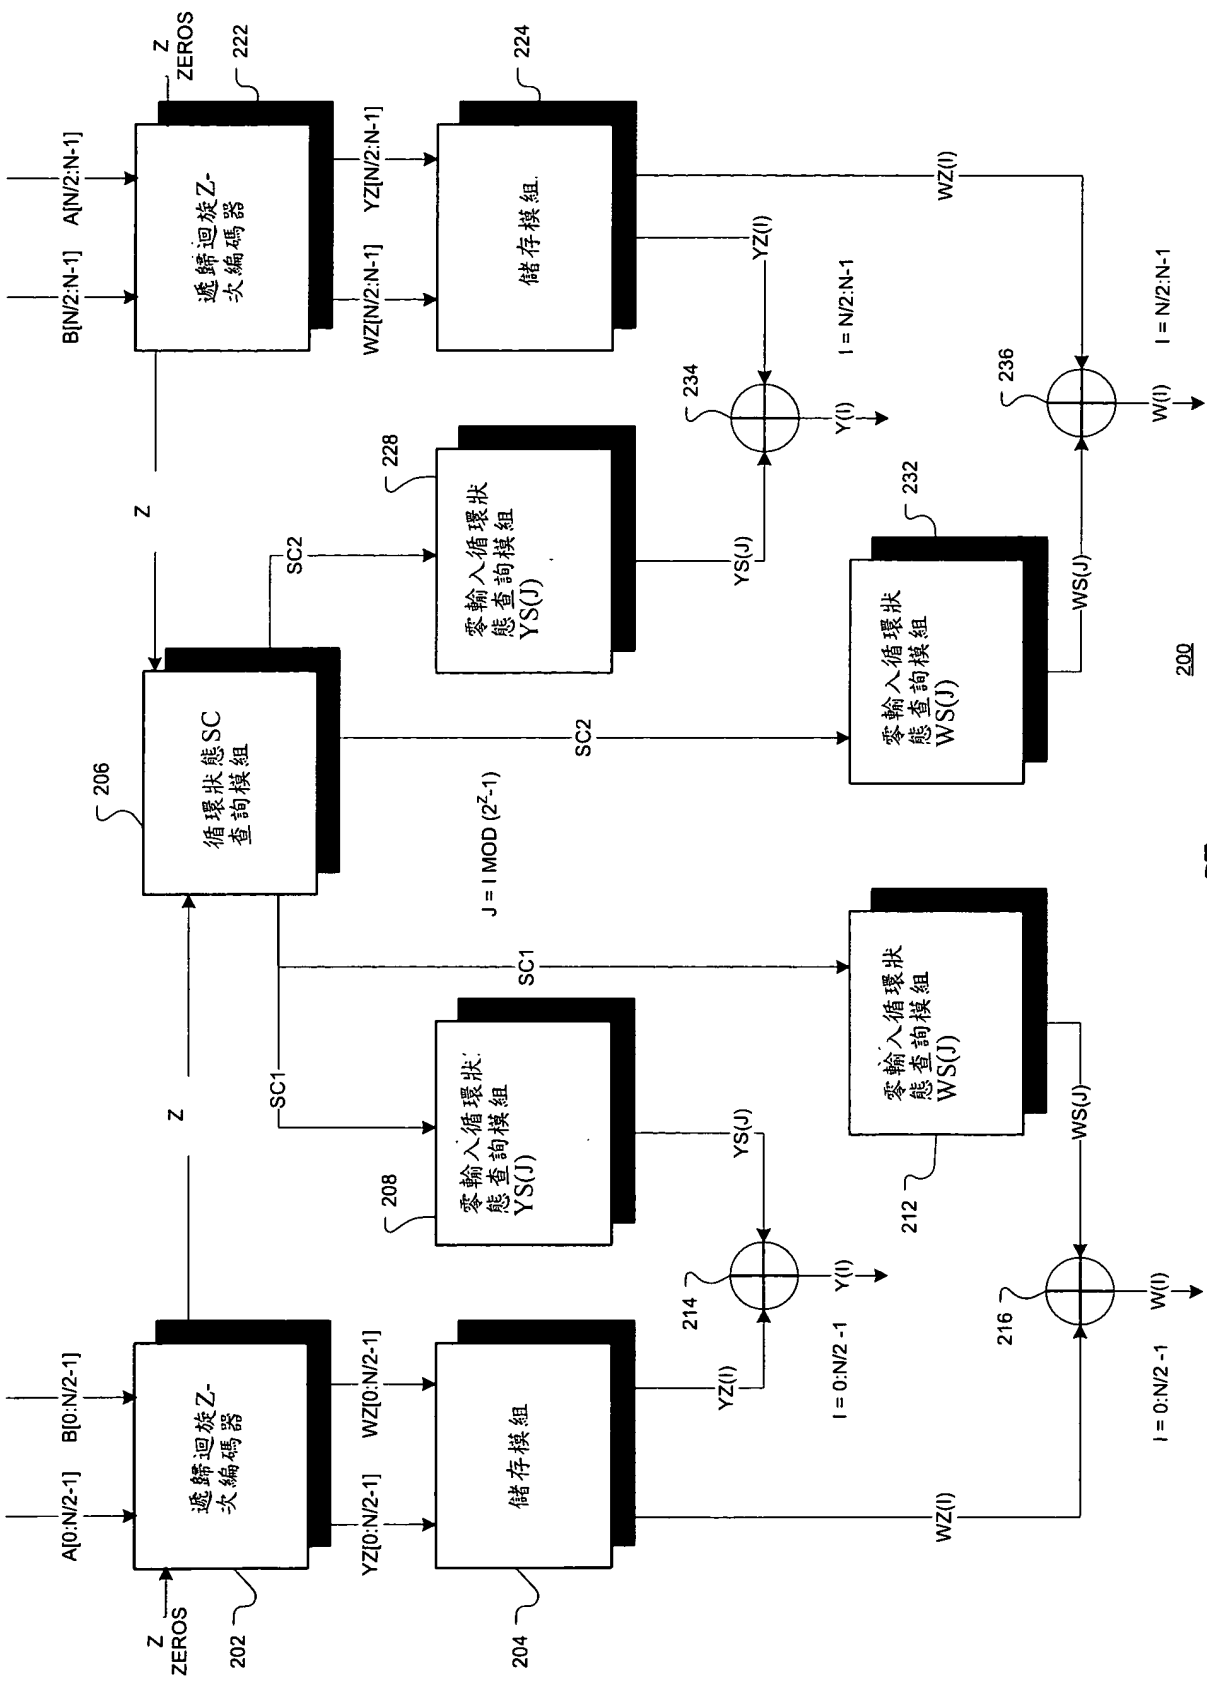 A[0:N/2-1]
B[0:N/2-1]
B[N/2:N-1]
A[N/2:N-1]
Z
ZEROS
Z
ZEROS
206
Z
Z
遞歸迴旋Z-
次編碼器
循環狀態SC
查詢模組
遞歸迴旋Z-
次編碼器
202
222
SC1
SC2
YZ[0:N/2-1]
WZ[0:N/2-1]
WZ[N/2:N-1]
YZ[N/2:N-1]
208
228
儲存模組
零輸入循環狀
態查詢模組
YS(J)
J = I MOD (2^Z-1)
零輸入循環狀
態查詢模組
YS(J)
儲存模組
204
224
SC1
SC2
214
234
YZ(I)
YS(J)
YS(J)
YZ(I)
I = 0:N/2 -1
Y(I)
Y(I)
I = N/2:N-1
212
232
零輸入循環狀
態查詢模組
WS(J)
零輸入循環狀
態查詢模組
WS(J)
WZ(I)
WZ(I)
216
236
WS(J)
WS(J)
I = 0:N/2 -1
W(I)
W(I)
I = N/2:N-1
200